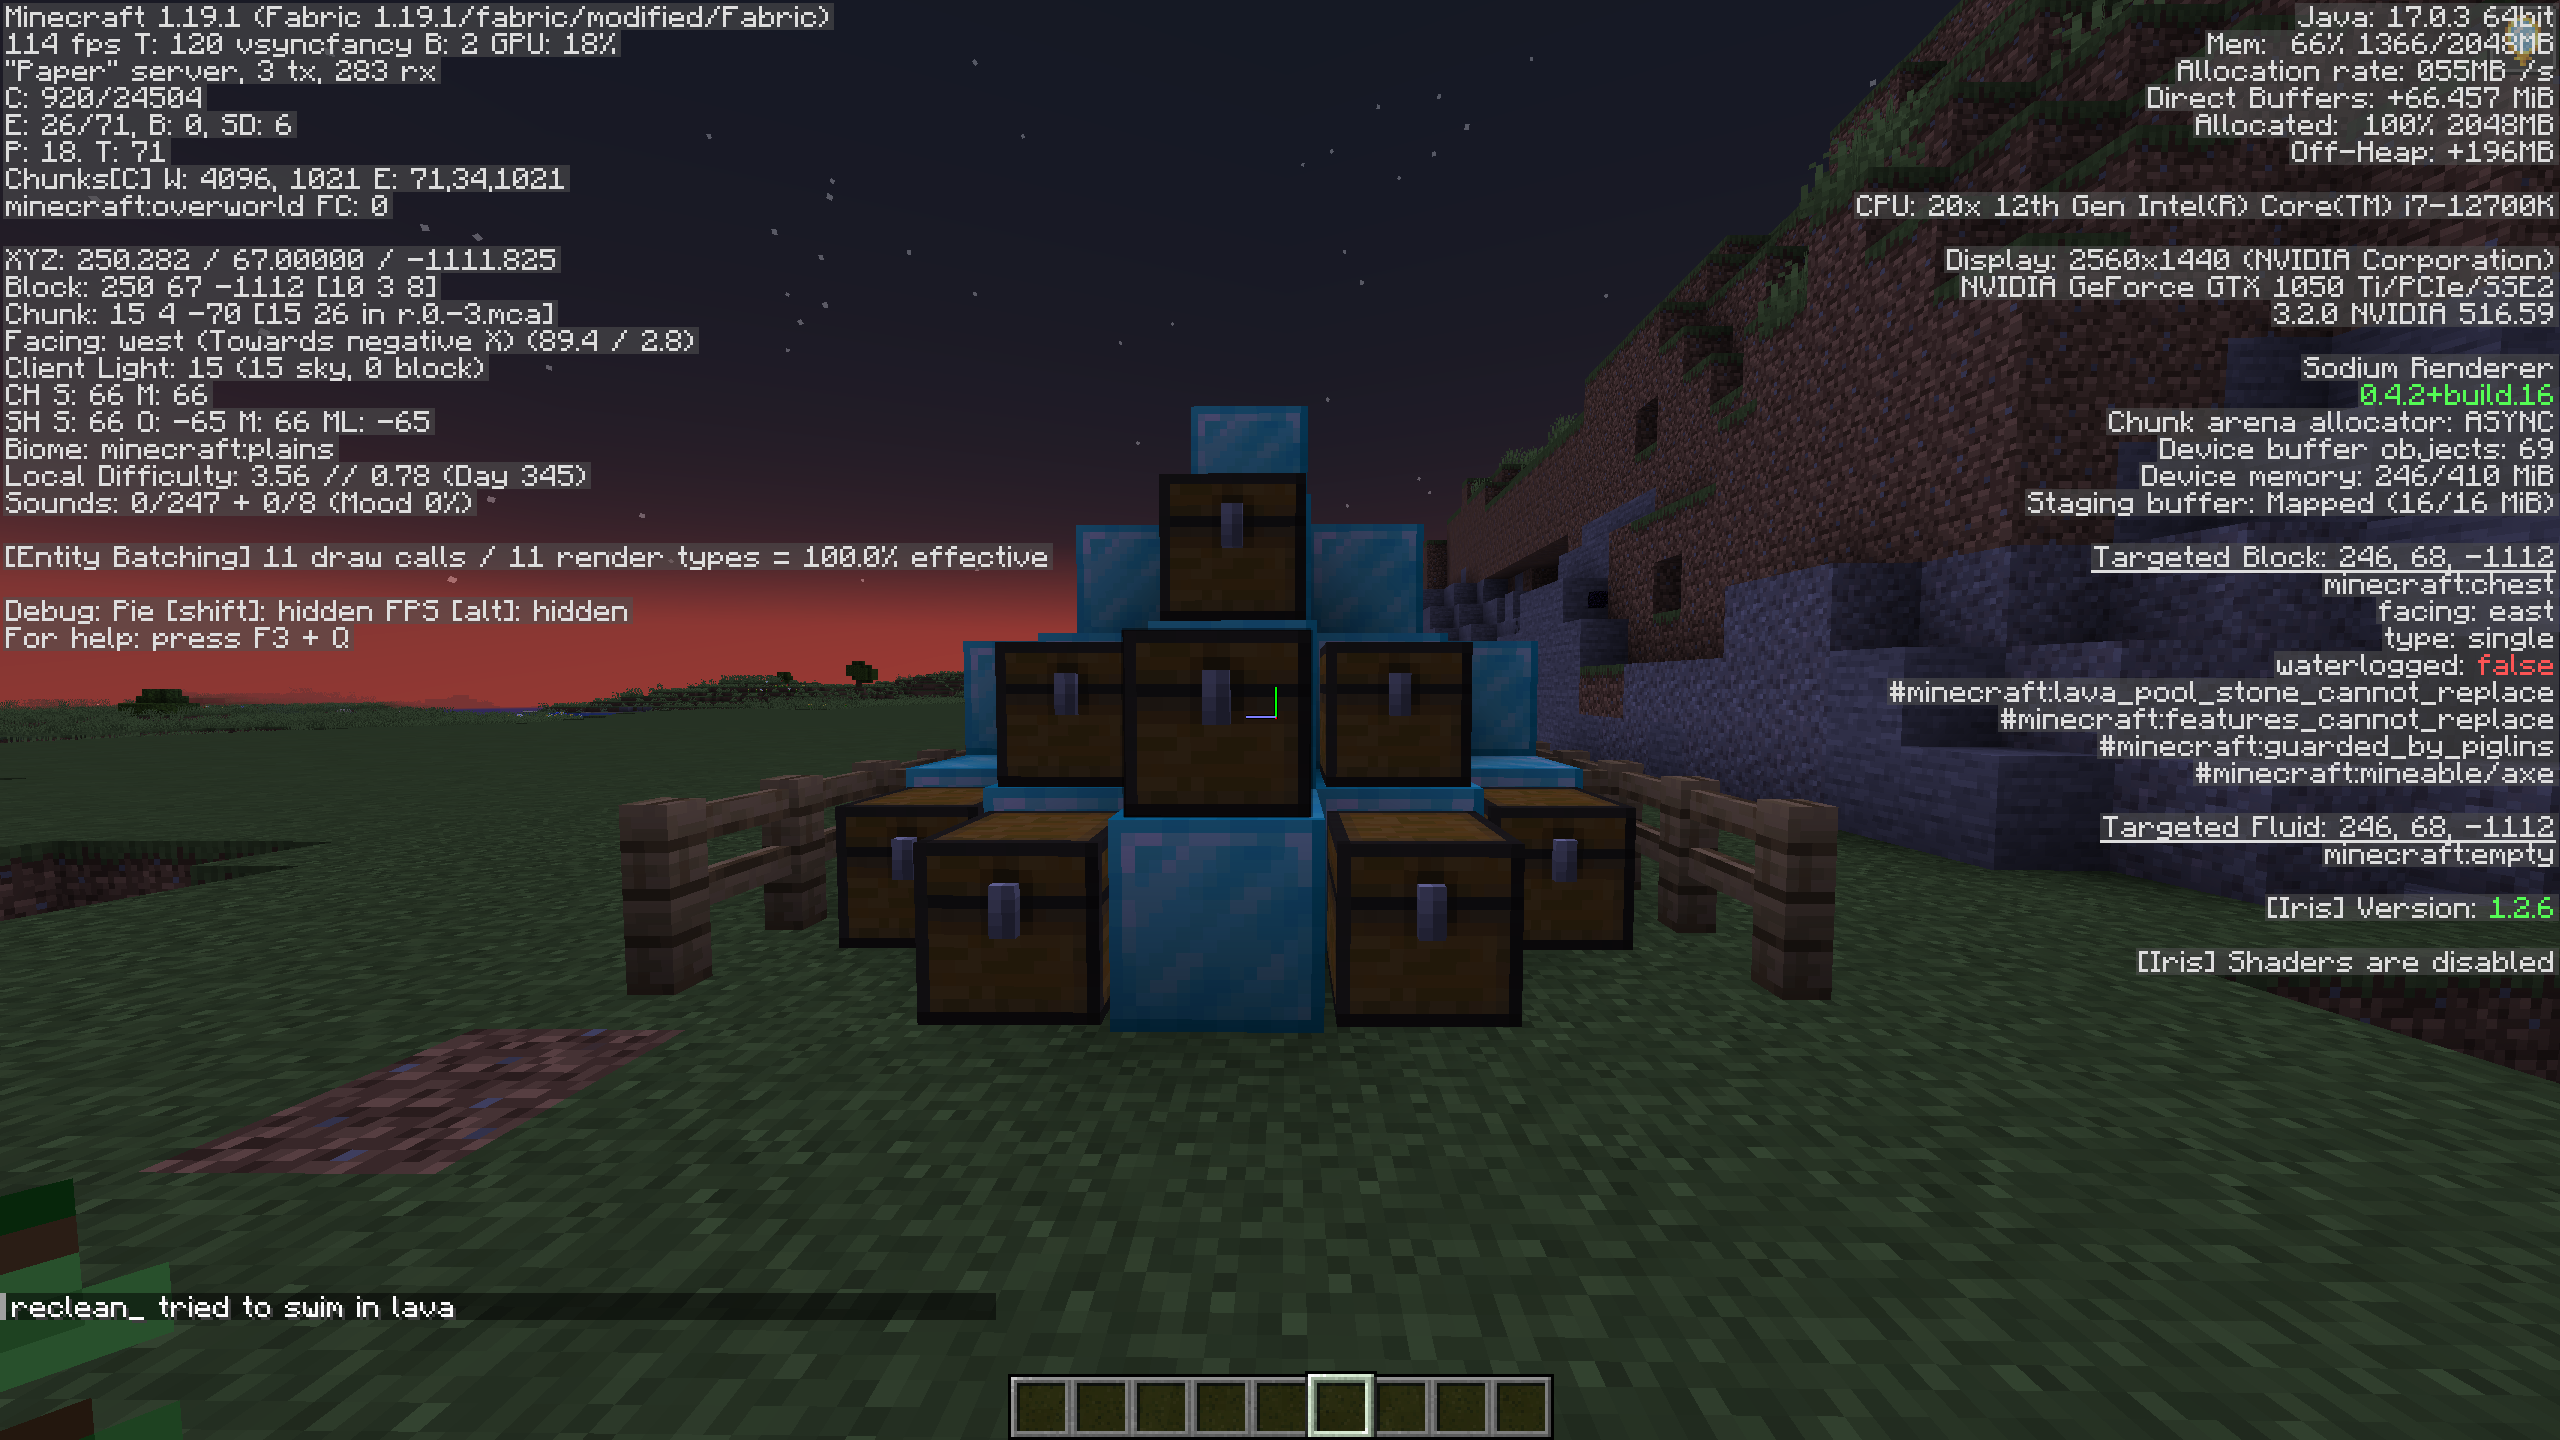 Minecraft 1.19.1 (Fabric 1.19.1/fabric/modified/Fabric)
114 fps T: 120 vsyncfancy B: 2 GPU: 18%
"Paper" server, 3 tx, 283 rx
C: 920/24504
E: 26/71, B: 0, SD: 6
P: 18. T: 71
Chunks[C] W: 4096, 1021 E: 71,34,1021
minecraft:overworld FC: 0
XYZ: 250.282 / 67.00000 / -1111.825
Block: 250 67 -1112 [10 3 8]
Chunk: 15 4 -70 [15 26 in r.0.-3.mca]
Facing: west (Towards negative X) (89.4 / 2.8)
Client Light: 15 (15 sky, 0 block)
CH S: 66 M: 66
SH S: 66 O: -65 M: 66 ML: -65
Biome: minecraft:plains
Local Difficulty: 3.56 // 0.78 (Day 345)
Sounds: 0/247 + 0/8 (Mood 0%)
[Entity Batching] 11 draw calls / 11 render types = 100.0% effective
Debug: Pie [shift]: hidden FPS [alt]: hidden
For help: press F3 + Q
Java: 17.0.3 64bit
Mem: 66% 1366/2048MB
Allocation rate: 055MB /s
Direct Buffers: +66.457 MiB
Allocated: 100% 2048MB
Off-Heap: +196MB
CPU: 20x 12th Gen Intel(R) Core(TM) i7-12700K
Display: 2560x1440 (NVIDIA Corporation)
NVIDIA GeForce GTX 1050 Ti/PCIe/SSE2
3.2.0 NVIDIA 516.59
Sodium Renderer
0.4.2+build.16
Chunk arena allocator: ASYNC
Device buffer objects: 69
Device memory: 246/410 MiB
Staging buffer: Mapped (16/16 MiB)
Targeted Block: 246, 68, -1112
minecraft:chest
facing: east
type: single
waterlogged: false
#minecraft:lava_pool_stone_cannot_replace
#minecraft:features_cannot_replace
#minecraft:guarded_by_piglins
#minecraft:mineable/axe
Targeted Fluid: 246, 68, -1112
minecraft:empty
[Iris] Version: 1.2.6
[Iris] Shaders are disabled
reclean_ tried to swim in lava